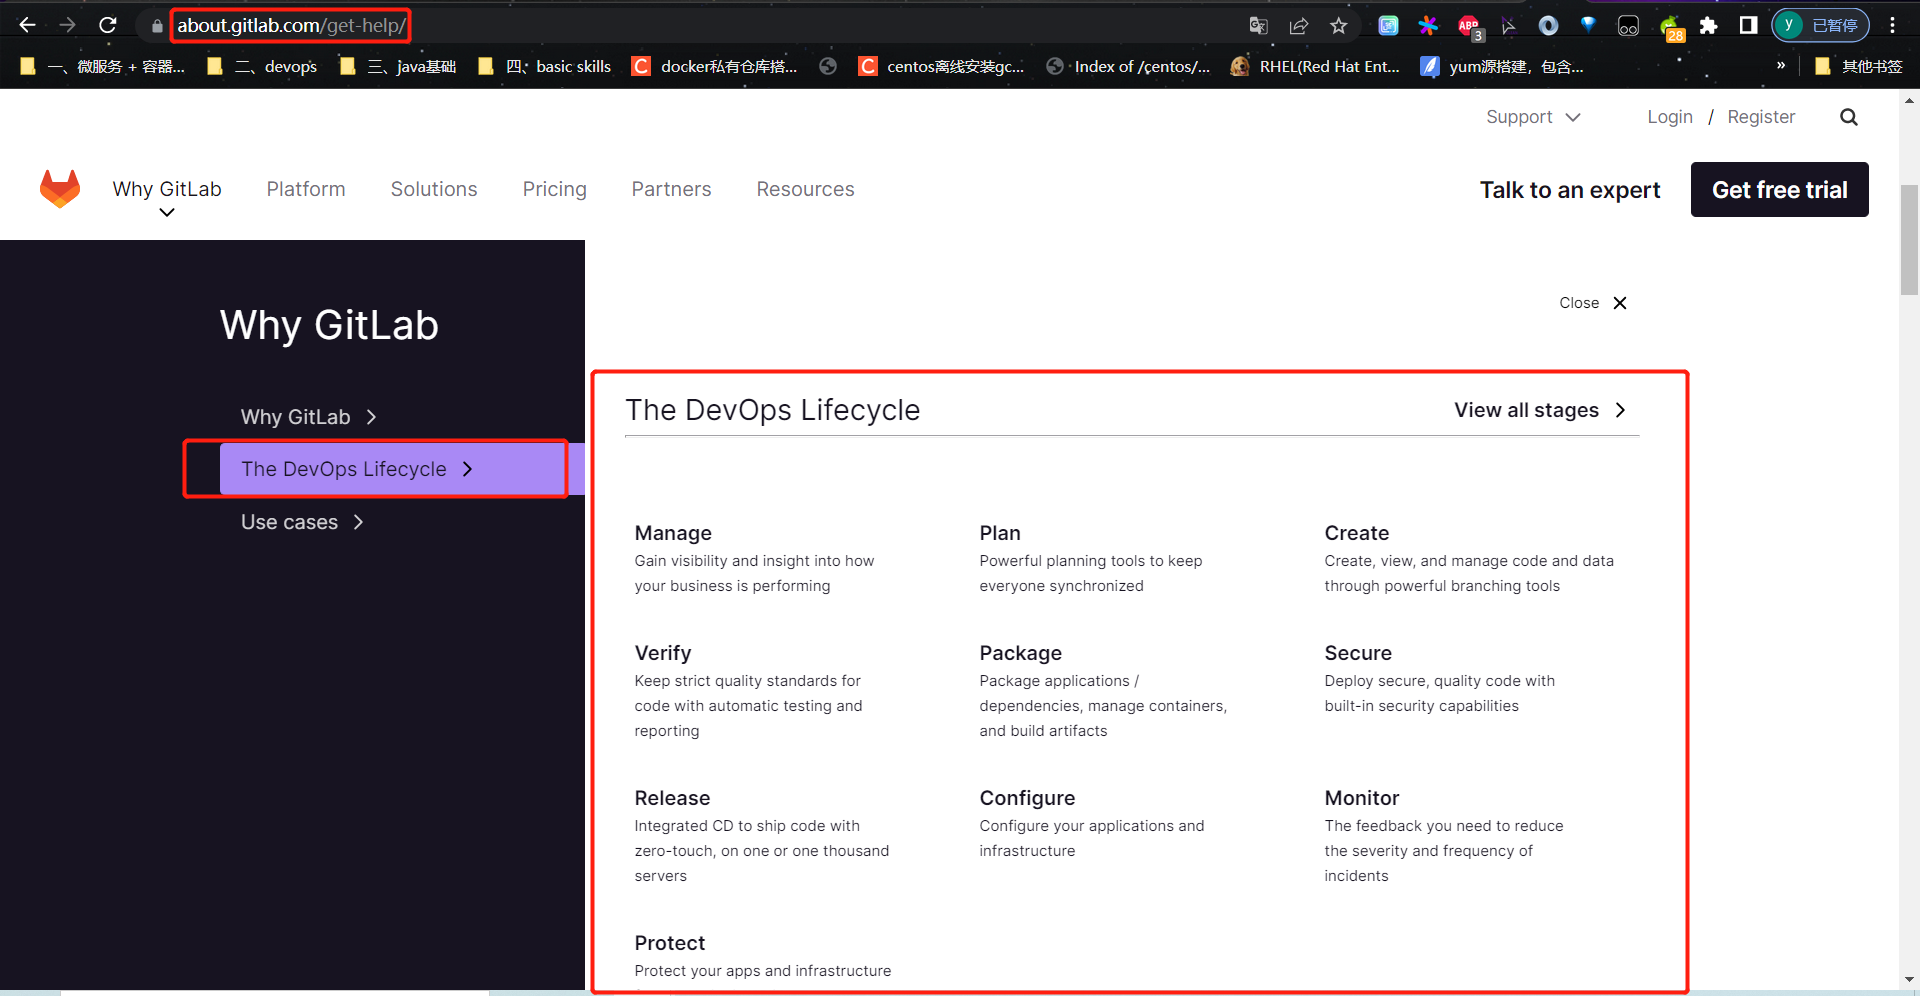 about.gitlab.com/get-help/
ABP
3
28
y
已暂停
一、微服务 + 容器...
二、devops
三、java基础
四、basic skills
C
docker私有仓库搭...
C
centos离线安装gc...
Index of /centos/...
RHEL(Red Hat Ent...
yum源搭建，包含...
»
其他书签
Support
Login / Register
Why GitLab
Platform
Solutions
Pricing
Partners
Resources
Talk to an expert
Get free trial
Why GitLab
Why GitLab
The DevOps Lifecycle
Use cases
Close
The DevOps Lifecycle
View all stages
Manage
Gain visibility and insight into how
your business is performing
Plan
Powerful planning tools to keep
everyone synchronized
Create
Create, view, and manage code and data
through powerful branching tools
Verify
Keep strict quality standards for
code with automatic testing and
reporting
Package
Package applications /
dependencies, manage containers,
and build artifacts
Secure
Deploy secure, quality code with
built-in security capabilities
Release
Integrated CD to ship code with
zero-touch, on one or one thousand
servers
Configure
Configure your applications and
infrastructure
Monitor
The feedback you need to reduce
the severity and frequency of
incidents
Protect
Protect your apps and infrastructure